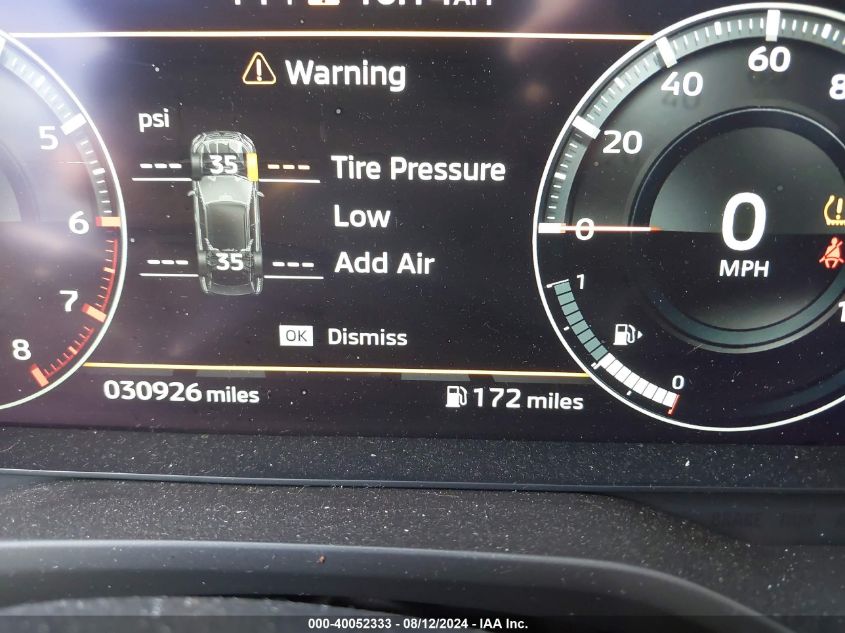 Warning
psi
--- 35 ---
Tire Pressure
Low
--- 35 ---
Add Air
OK Dismiss
030926 miles
172 miles
5
6
7
8
0
20
40
60
0
MPH
1
0
000-40052333 - 08/12/2024 - IAA Inc.